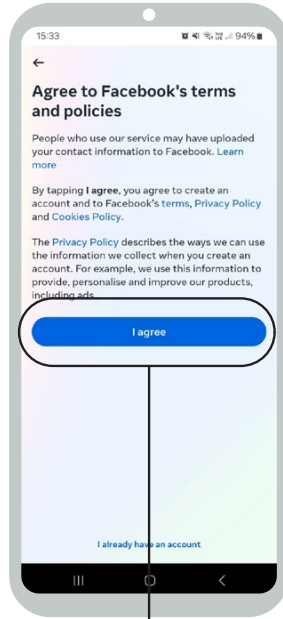 15:33 94%
Agree to Facebook's terms
and policies
People who use our service may have uploaded
your contact information to Facebook. Learn
more
By tapping I agree, you agree to create an
account and to Facebook's terms, Privacy Policy
and Cookies Policy.
The Privacy Policy describes the ways we can use
the information we collect when you create an
account. For example, we use this information to
provide, personalise and improve our products,
including ads.
I agree
I already have an account